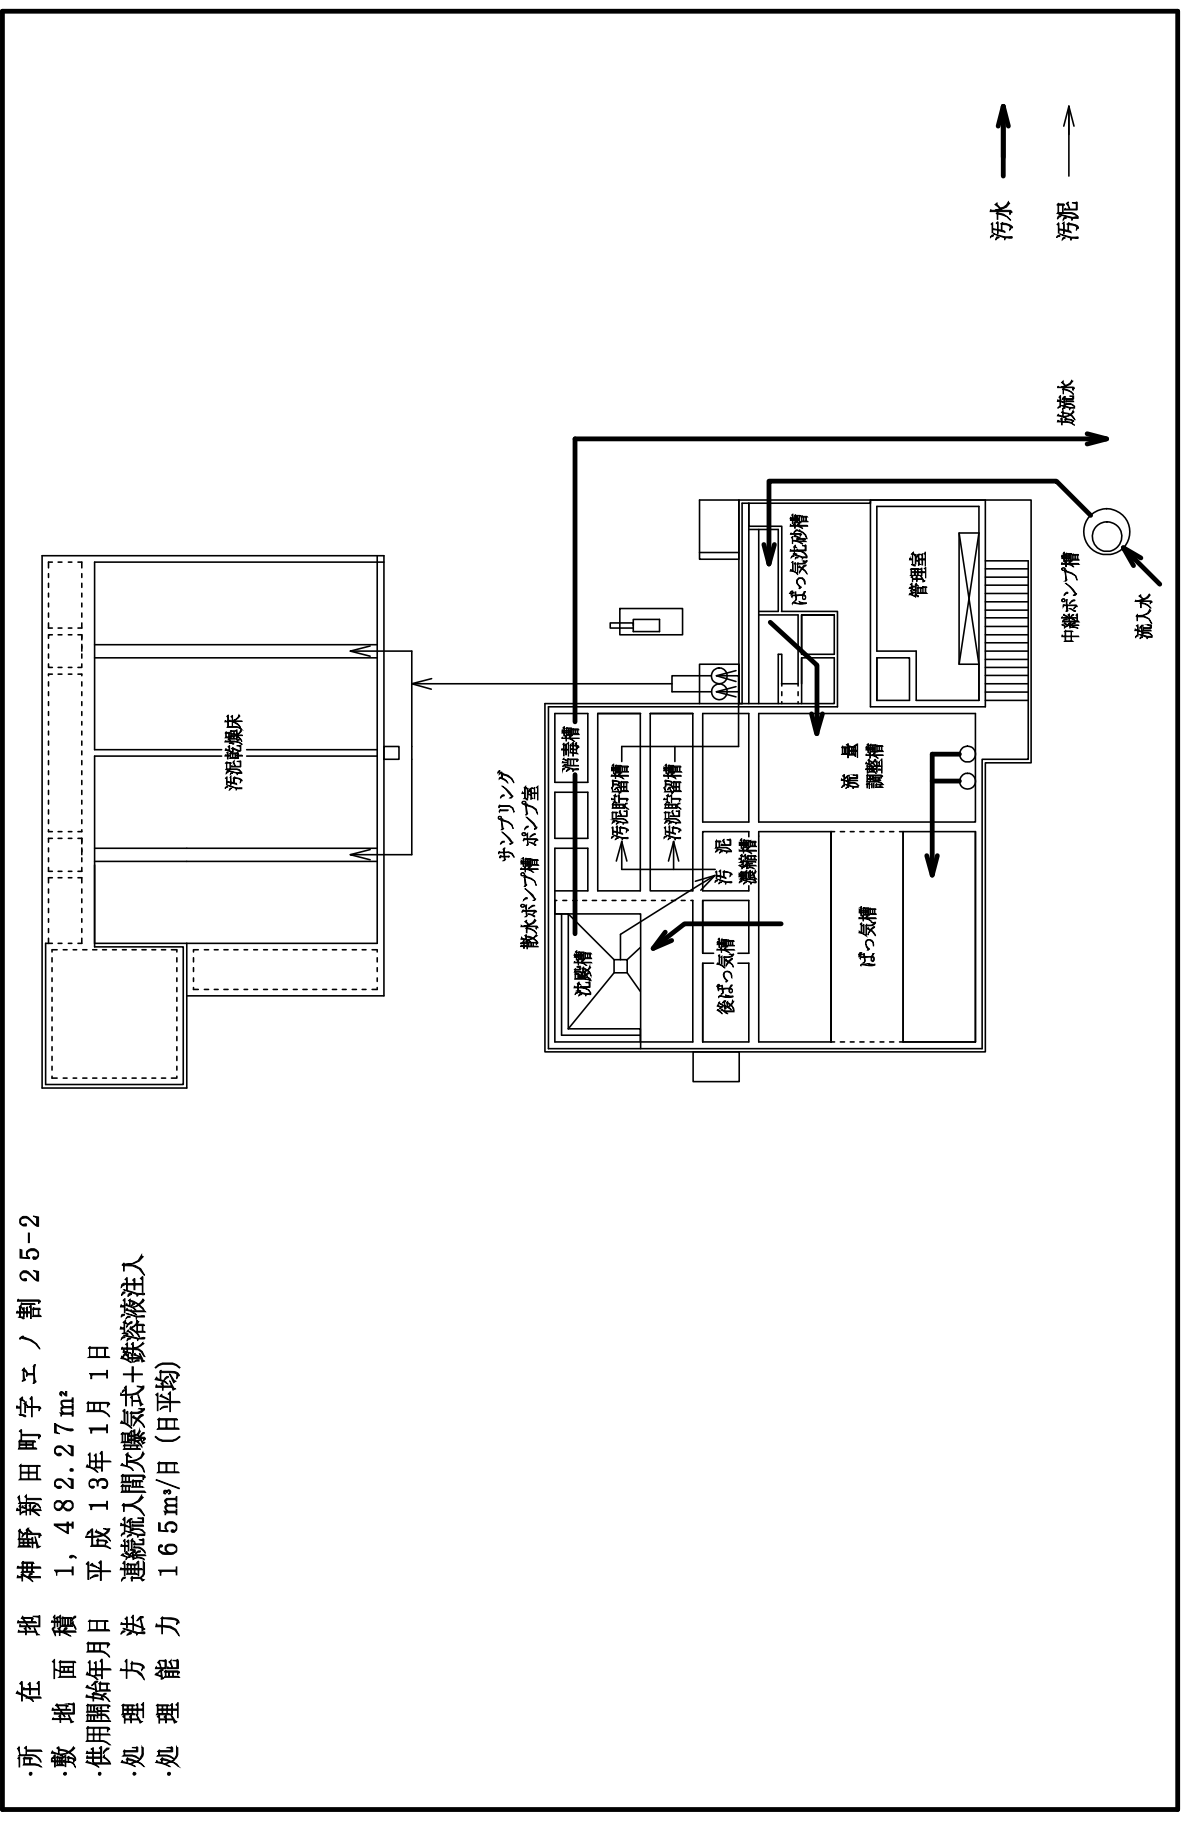 ・所在地 神野新田町字ヱノ割25-2
・敷地面積 1,482.27m²
・供用開始年月日 平成13年1月1日
・処理方法 連続流入間欠曝気式＋鉄溶液注入
・処理能力 165m³/日(日平均)
汚泥乾燥床
サンプリング
散水ポンプ槽 ポンプ室
沈殿槽
消毒槽
汚泥貯留槽
汚泥貯留槽
後ばっ気槽
汚泥
濃縮槽
ばっ気沈砂槽
流量
調整槽
ばっ気槽
管理室
中継ポンプ槽
放流水
流入水
汚水
汚泥